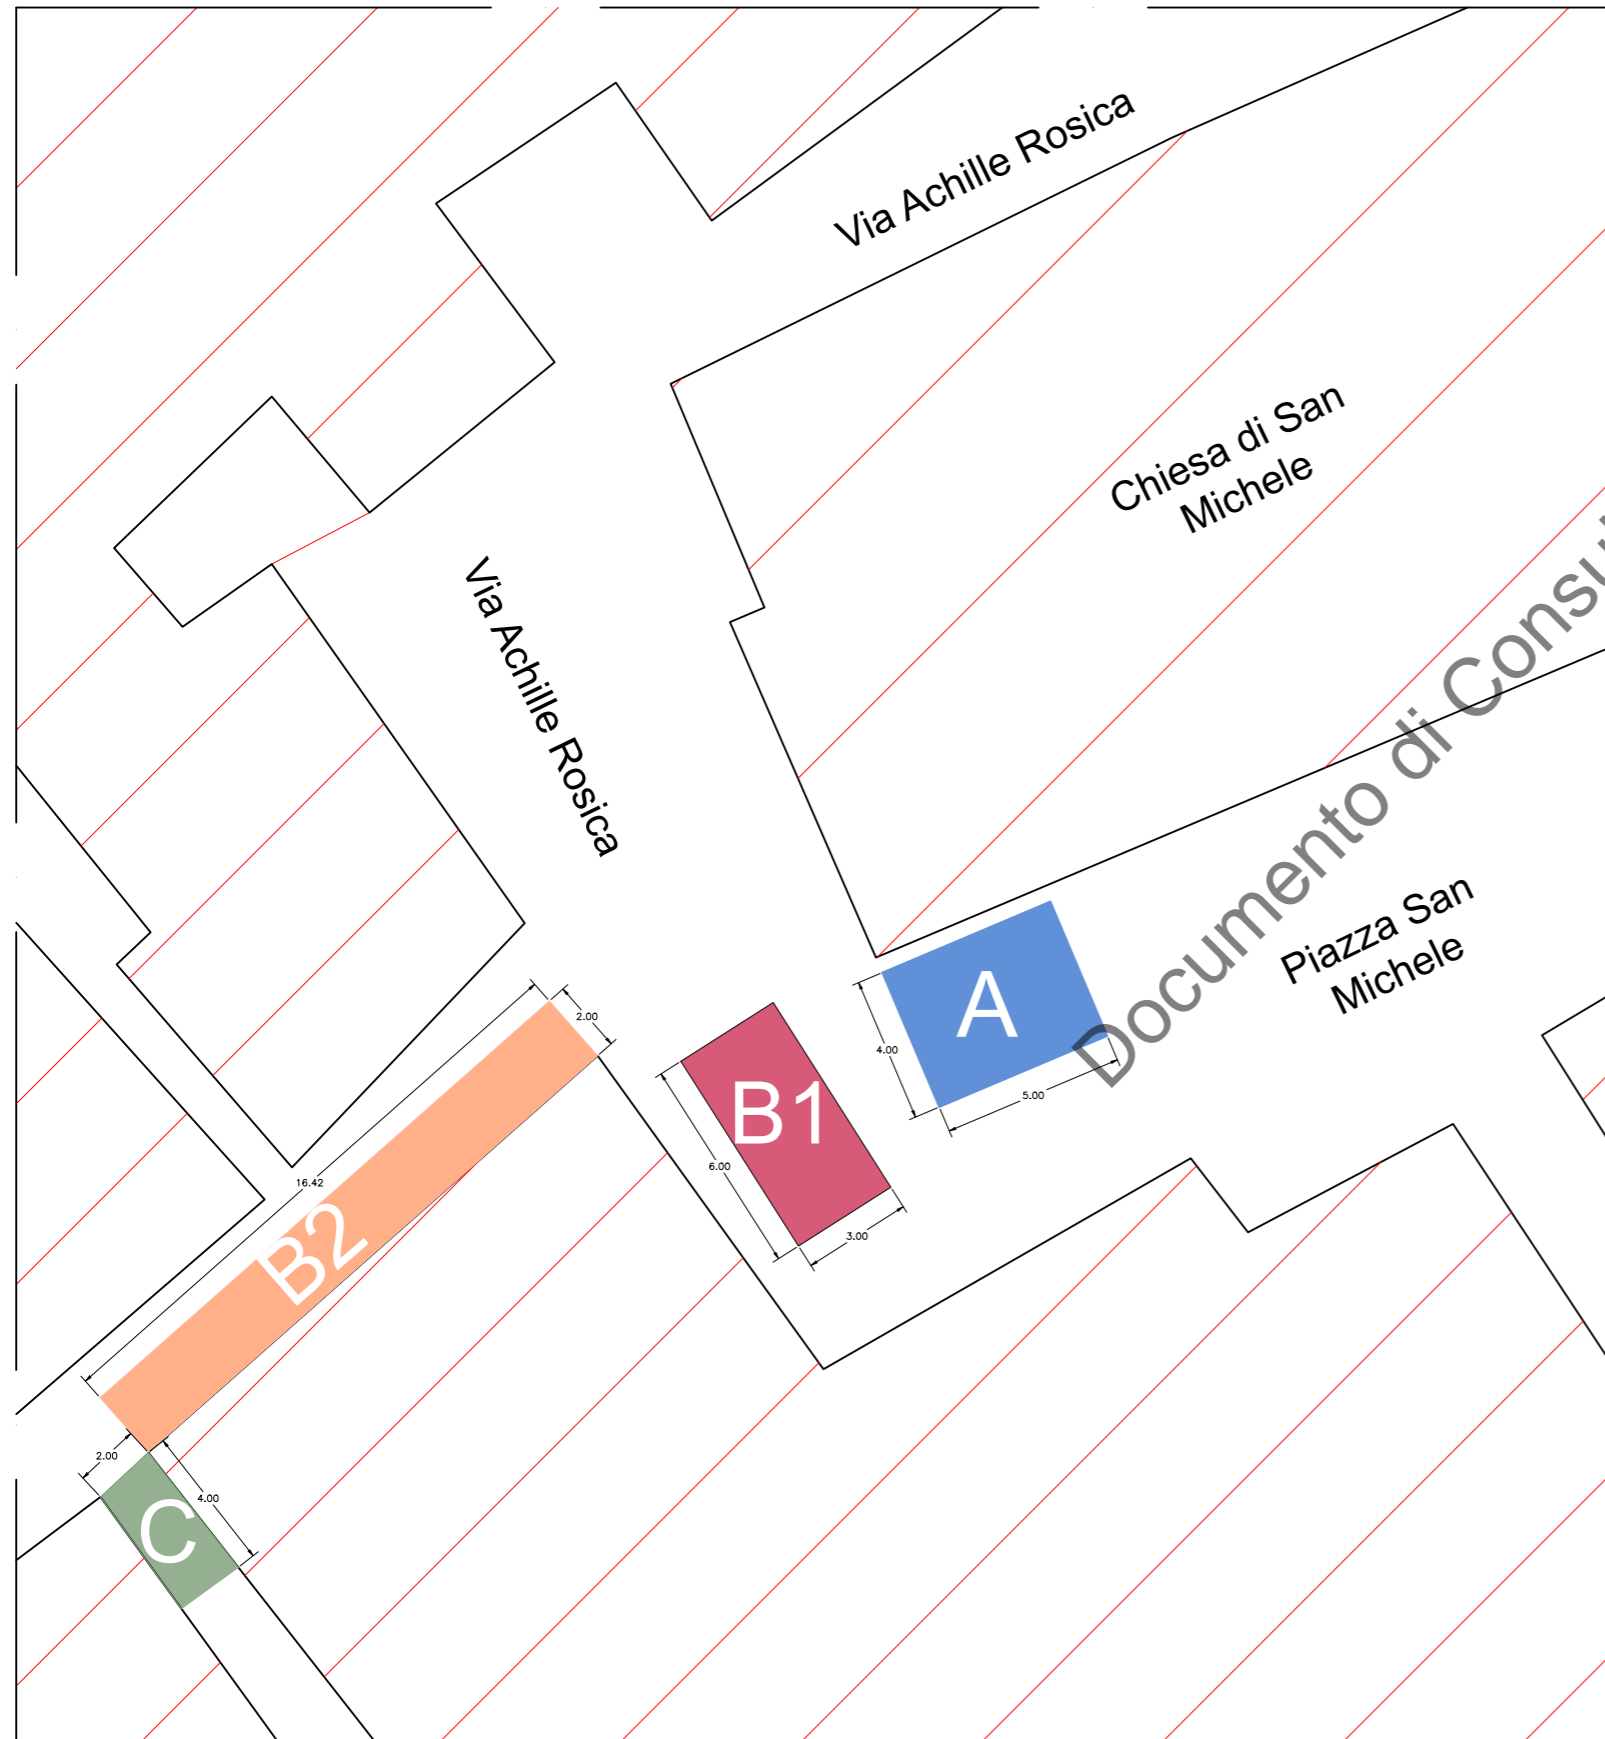 Via Achille Rosica
Chiesa di San
Michele
Via Achille Rosica
Documento di Consu
Piazza San
Michele
A
4.00
5.00
B1
6.00
3.00
2.00
16.42
B2
2.00
4.00
C